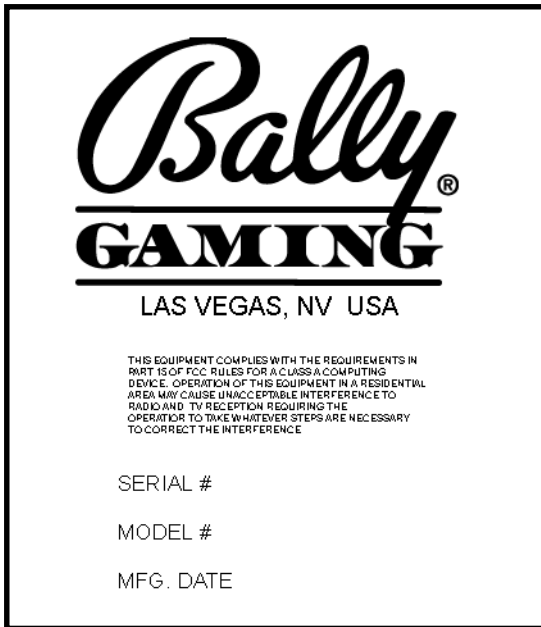 Bally®
GAMING
LAS VEGAS, NV USA
THIS EQUIPMENT COMPLIES WITH THE REQUIREMENTS IN
PART 15 OF FCC RULES FOR A CLASS A COMPUTING
DEVICE. OPERATION OF THIS EQUIPMENT IN A RESIDENTIAL
AREA MAY CAUSE UNACCEPTABLE INTERFERENCE TO
RADIO AND TV RECEPTION REQUIRING THE
OPERATIOR TO TAKE WHATEVER STEPS ARE NECESSARY
TO CORRECT THE INTERFERENCE
SERIAL #
MODEL #
MFG. DATE